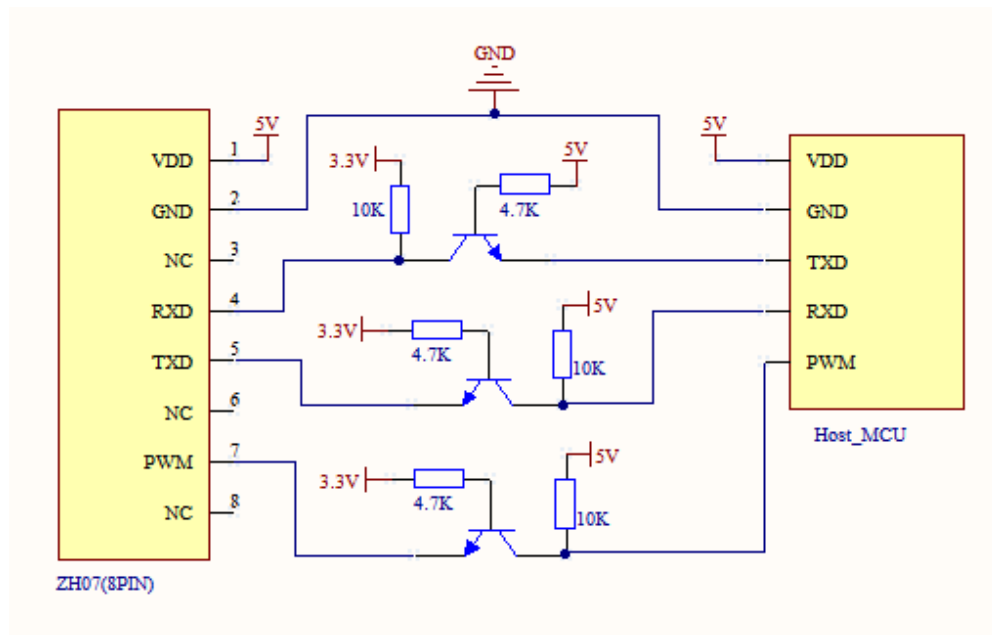 GND
5V
5V
VDD 1
3.3V
5V
VDD
GND 2
10K
4.7K
GND
NC 3
TXD
RXD 4
5V
RXD
3.3V
TXD 5
4.7K
10K
PWM
NC 6
Host_MCU
PWM 7
5V
3.3V
NC 8
4.7K
10K
ZH07(8PIN)